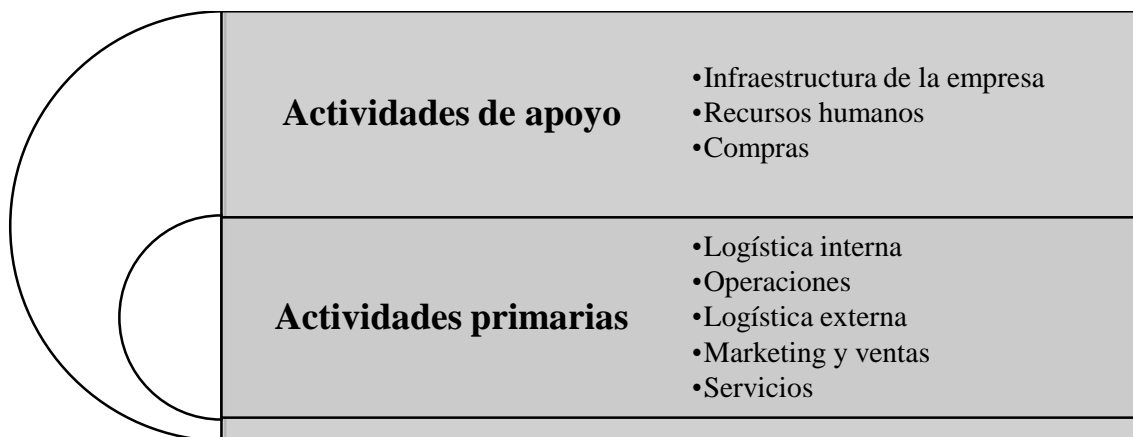 Actividades de apoyo
•Infraestructura de la empresa
•Recursos humanos
•Compras
Actividades primarias
•Logística interna
•Operaciones
•Logística externa
•Marketing y ventas
•Servicios